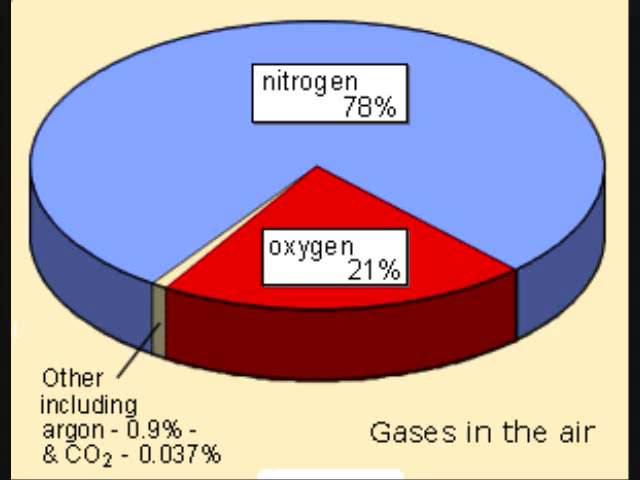 nitrogen
78%
oxygen
21%
Other
including
argon - 0.9% -
& CO₂ - 0.037%
Gases in the air